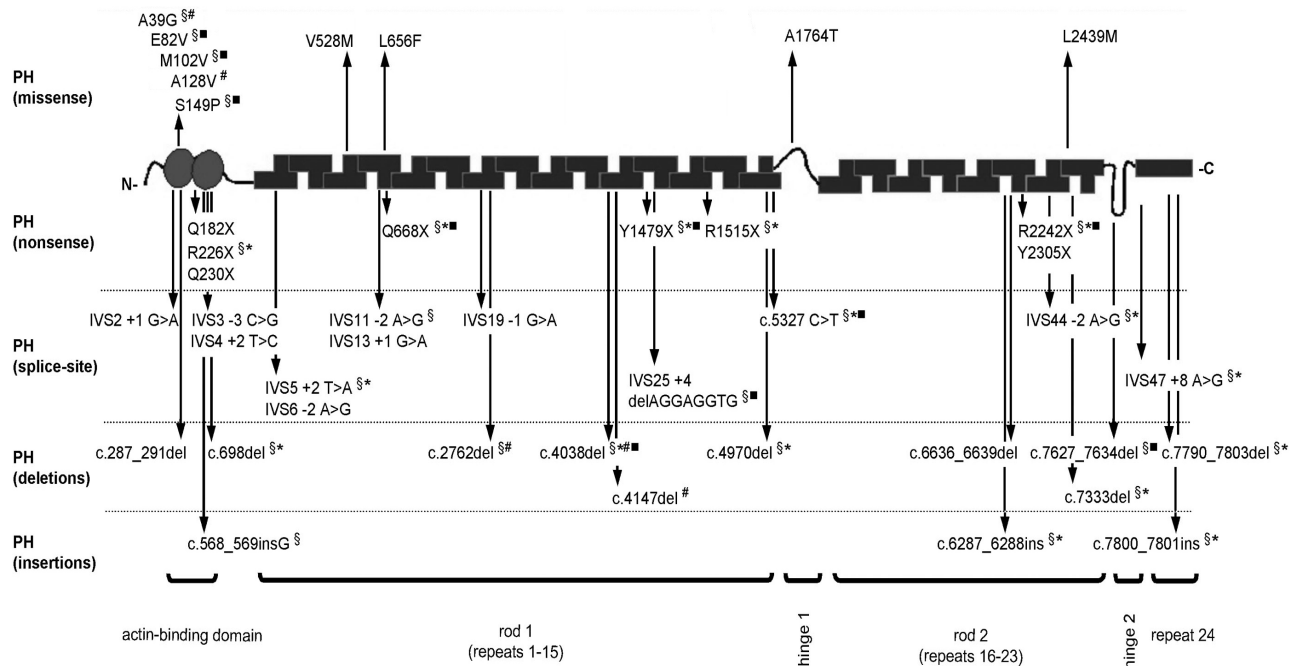 A39G §#
E82V §■
M102V §■
A128V #
S149P §■
V528M
L656F
A1764T
L2439M
PH
(missense)
N-
-C
PH
(nonsense)
Q182X
R226X §*
Q230X
Q668X §*■
Y1479X §*■
R1515X §*
R2242X §*■
Y2305X
PH
(splice-site)
IVS2 +1 G>A
IVS3 -3 C>G
IVS4 +2 T>C
IVS5 +2 T>A §*
IVS6 -2 A>G
IVS11 -2 A>G §
IVS13 +1 G>A
IVS19 -1 G>A
IVS25 +4
delAGGAGGTG §■
c.5327 C>T §*■
IVS44 -2 A>G §*
IVS47 +8 A>G §*
PH
(deletions)
c.287_291del
c.698del §*
c.2762del §#
c.4038del §*#■
c.4147del #
c.4970del §*
c.6636_6639del
c.7627_7634del §■
c.7790_7803del §*
c.7333del §*
PH
(insertions)
c.568_569insG §
c.6287_6288ins §*
c.7800_7801ins §*
actin-binding domain
rod 1
(repeats 1-15)
hinge 1
rod 2
(repeats 16-23)
hinge 2
repeat 24